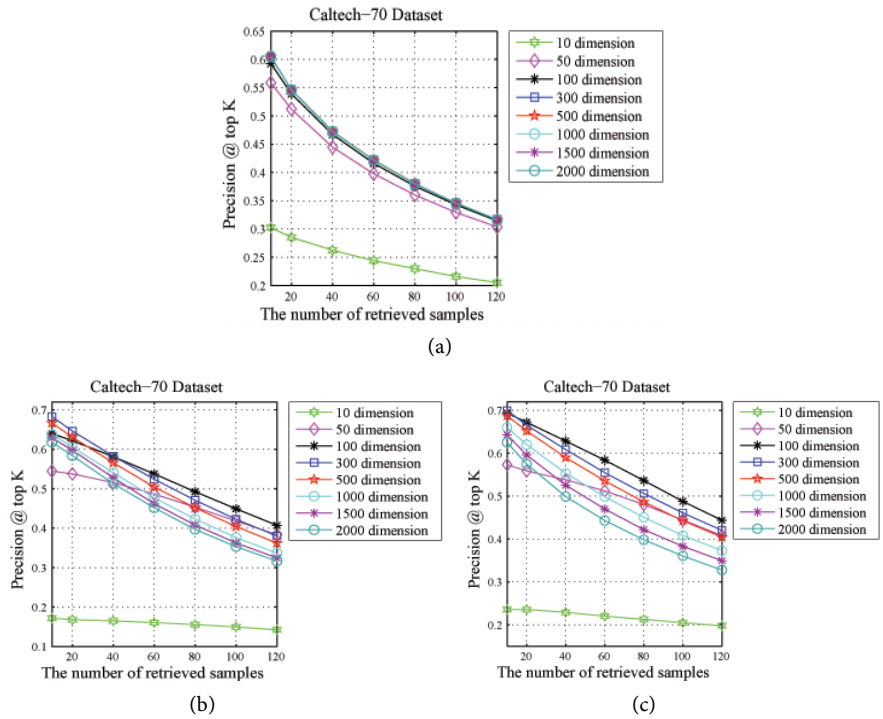 Caltech−70 Dataset
0.65
0.6
0.55
0.5
0.45
0.4
0.35
0.3
0.25
0.2
Precision @ top K
20 40 60 80 100 120
The number of retrieved samples
10 dimension
50 dimension
100 dimension
300 dimension
500 dimension
1000 dimension
1500 dimension
2000 dimension
(a)
Caltech−70 Dataset
0.7
0.6
0.5
0.4
0.3
0.2
0.1
Precision @ top K
20 40 60 80 100 120
The number of retrieved samples
10 dimension
50 dimension
100 dimension
300 dimension
500 dimension
1000 dimension
1500 dimension
2000 dimension
(b)
Caltech−70 Dataset
0.7
0.6
0.5
0.4
0.3
0.2
Precision @ top K
20 40 60 80 100 120
The number of retrieved samples
10 dimension
50 dimension
100 dimension
300 dimension
500 dimension
1000 dimension
1500 dimension
2000 dimension
(c)